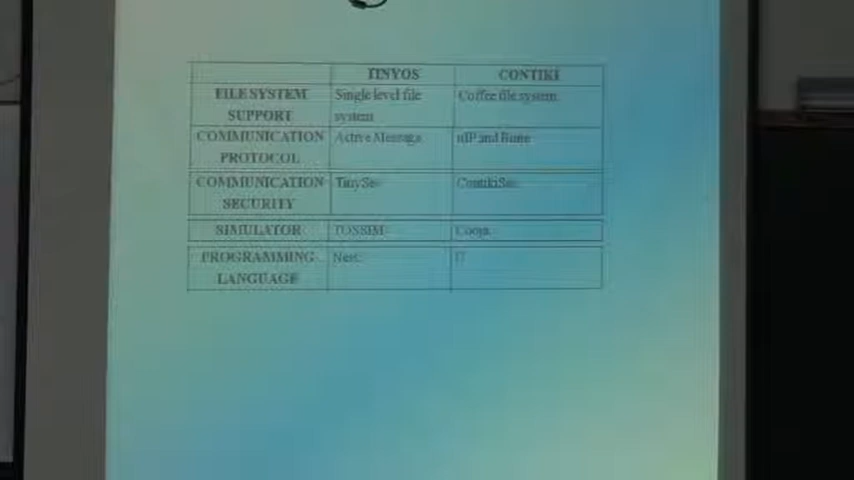 TINYOS CONTIKI
FILE SYSTEM Single level file Coffee file system
SUPPORT system
COMMUNICATION Active Message uIP and Rime
PROTOCOL
COMMUNICATION TinySec ContikiSec
SECURITY
SIMULATOR TOSSIM Cooja
PROGRAMMING Nesc
LANGUAGE